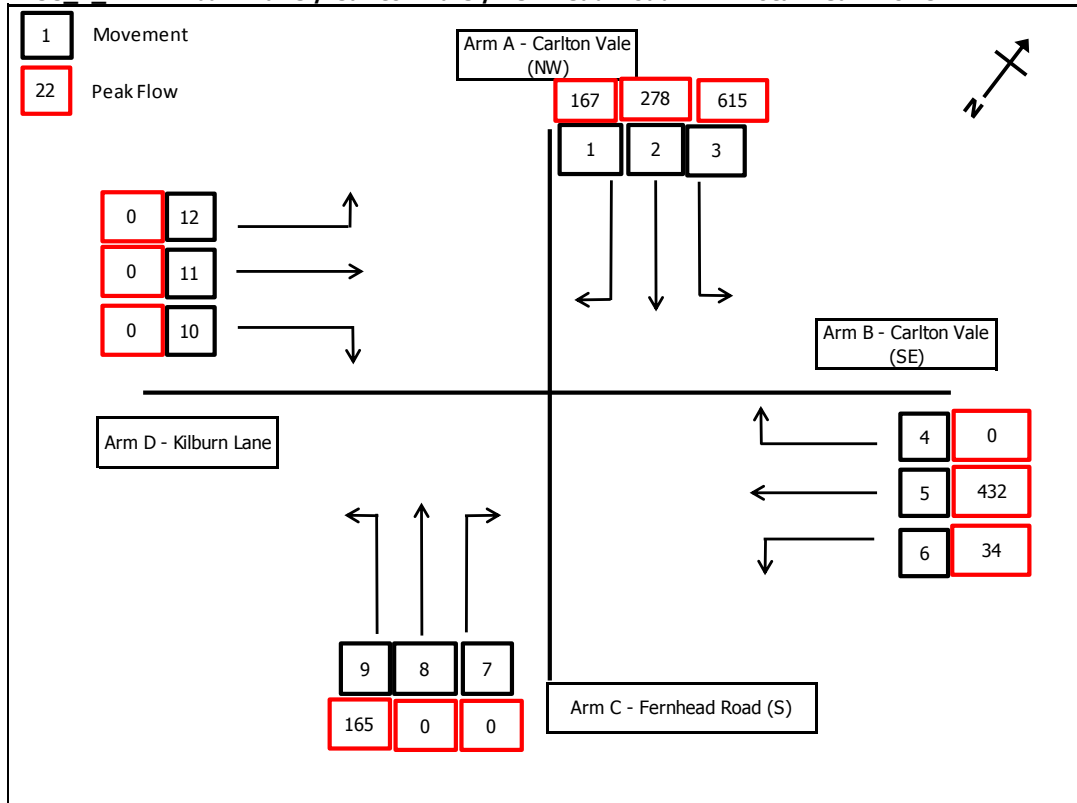 1 Movement
22 Peak Flow
Arm A - Carlton Vale
(NW)
N
167 278 615
1 2 3
0 12
0 11
0 10
Arm B - Carlton Vale
(SE)
Arm D - Kilburn Lane
4 0
5 432
6 34
9 8 7
165 0 0
Arm C - Fernhead Road (S)